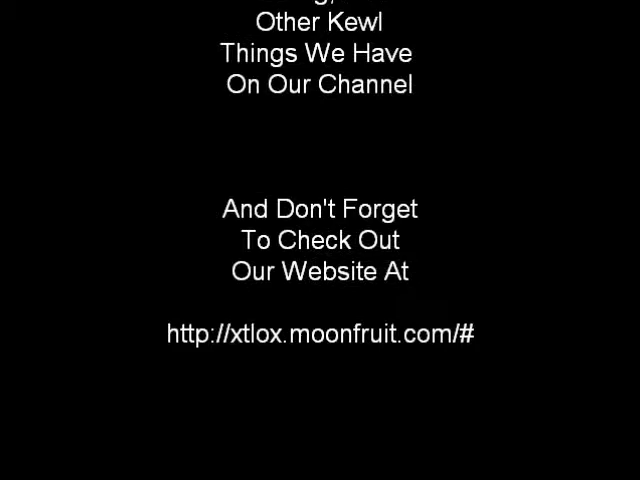 Other Kewl
Things We Have
On Our Channel
And Don't Forget
To Check Out
Our Website At
http://xtlox.moonfruit.com/#